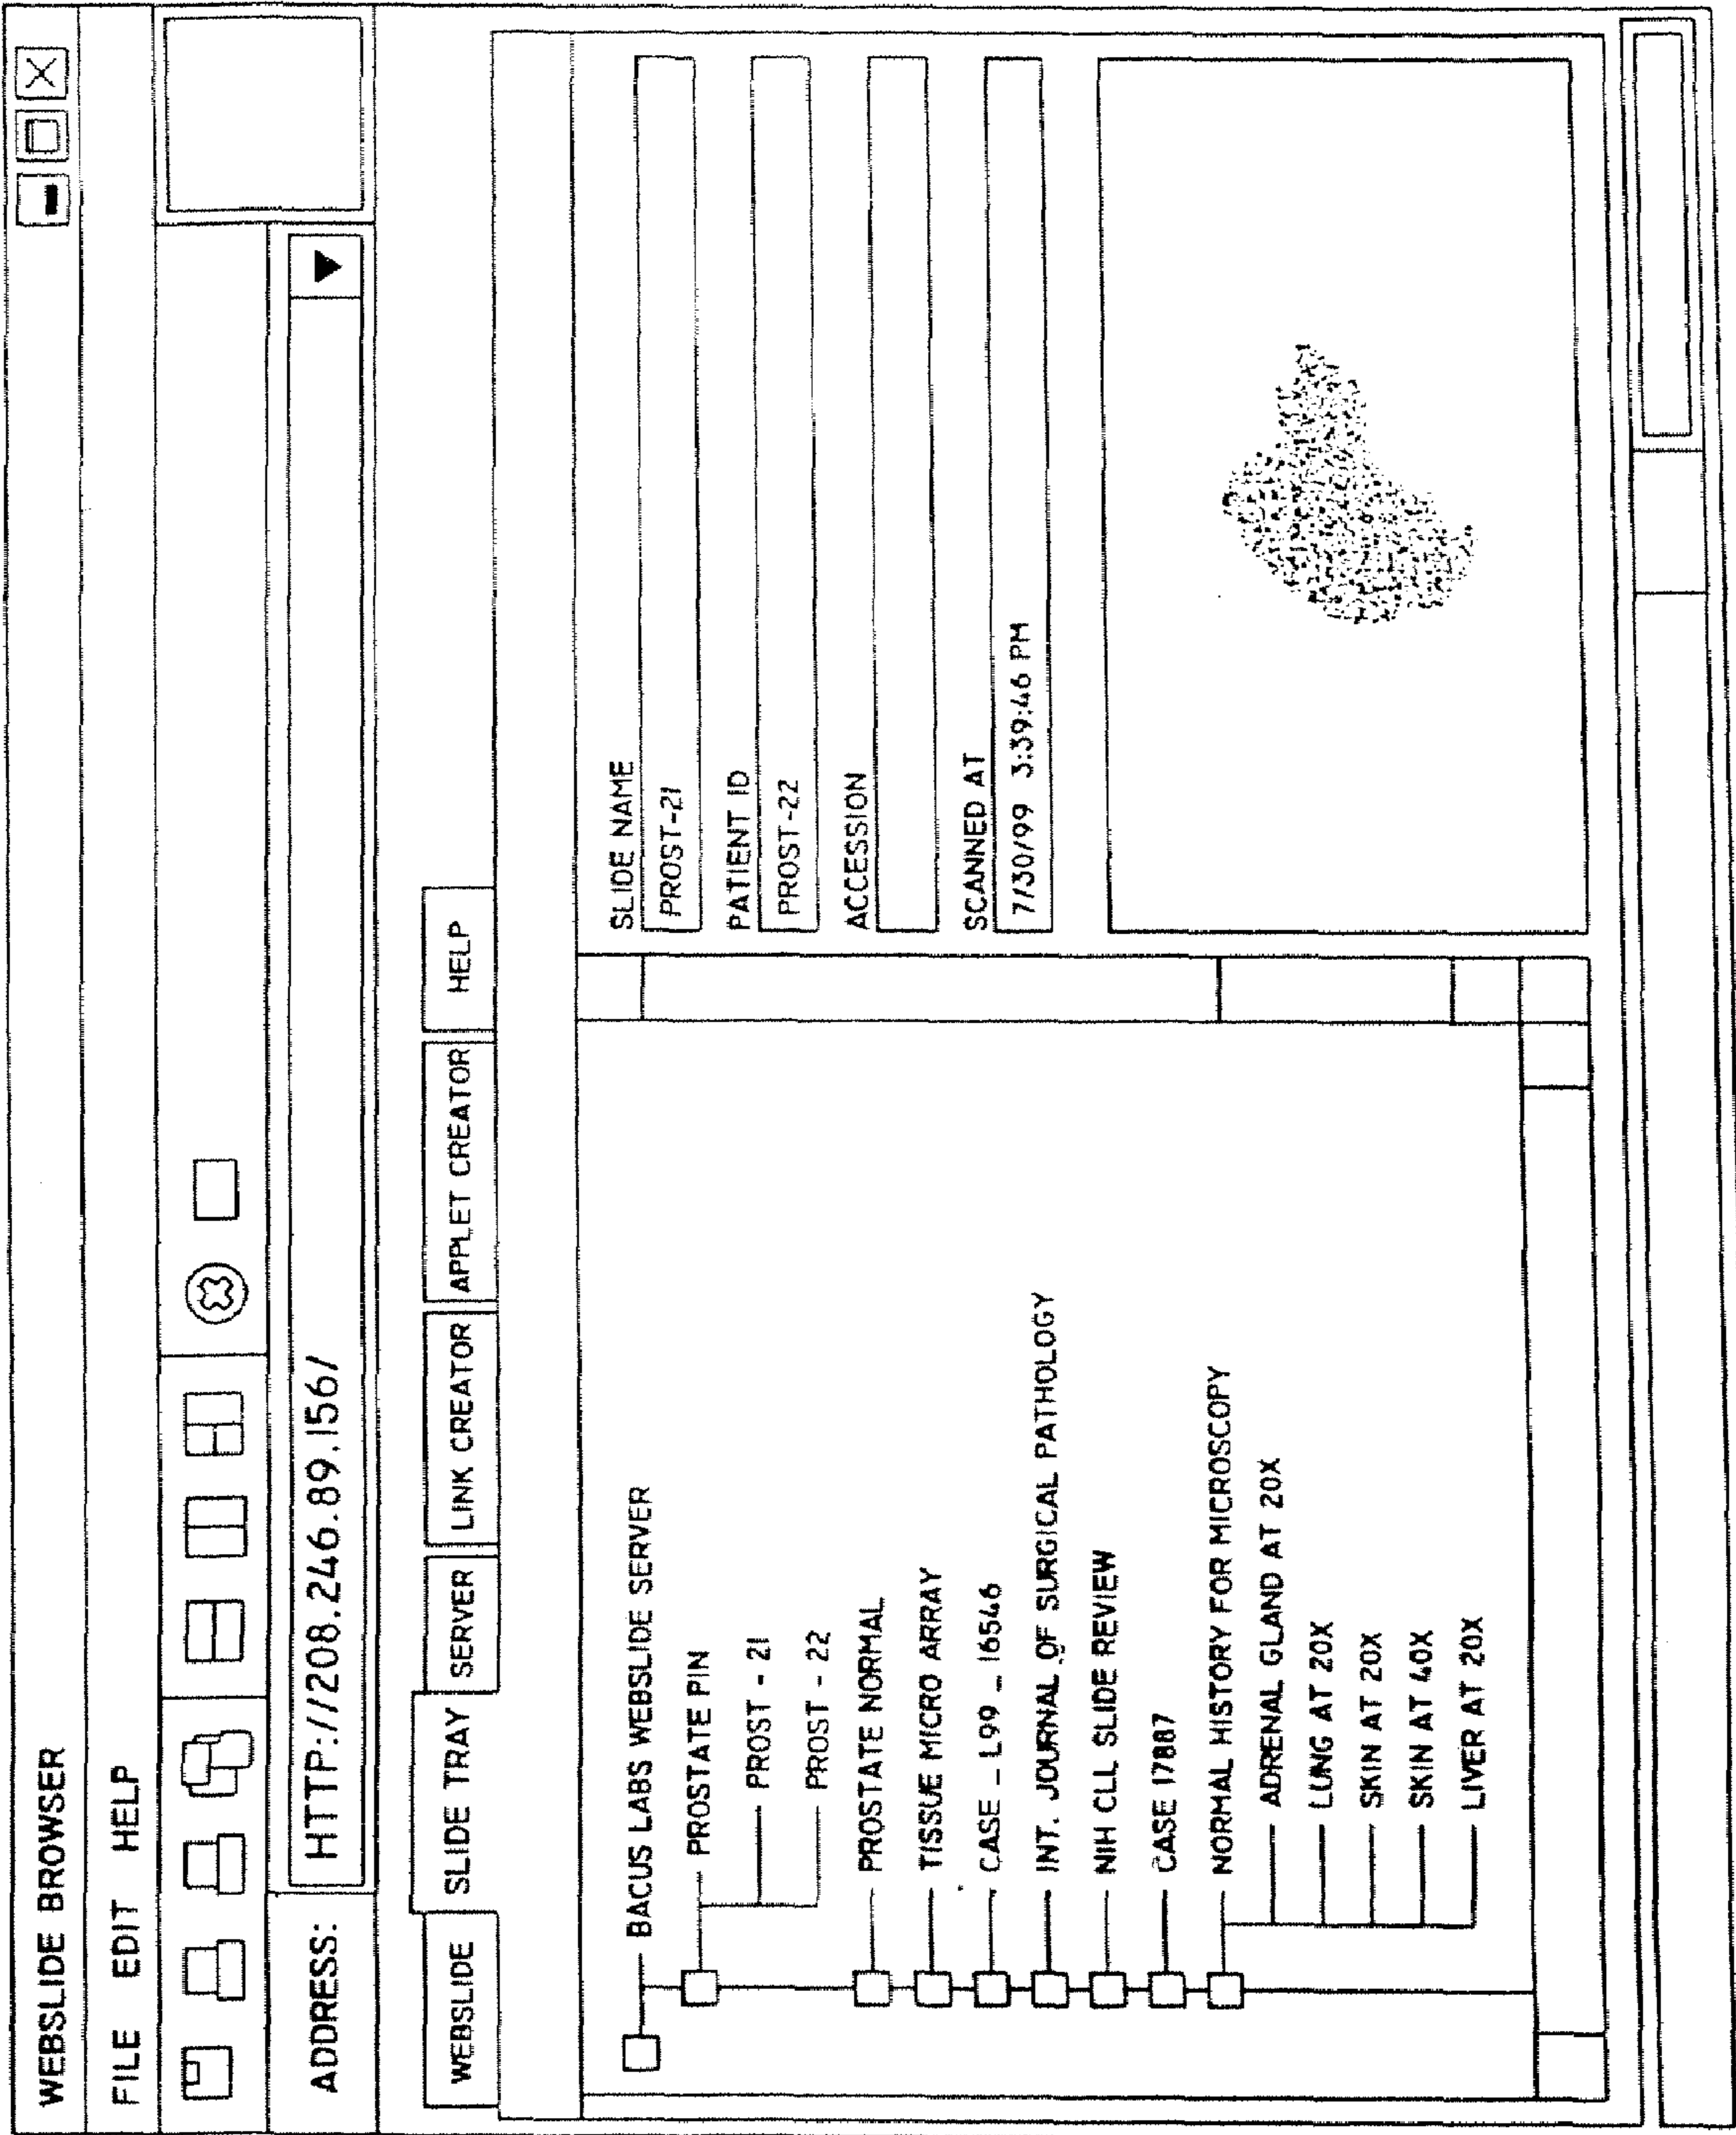 WEBSLIDE BROWSER
FILE EDIT HELP
ADDRESS: HTTP://208.246.89.156/
WEBSLIDE SLIDE TRAY SERVER LINK CREATOR APPLET CREATOR HELP
BACUS LABS WEBSLIDE SERVER
PROSTATE PIN
PROST - 21
PROST - 22
PROSTATE NORMAL
TISSUE MICRO ARRAY
CASE _ L99 _ 16546
INT. JOURNAL OF SURGICAL PATHOLOGY
NIH CLL SLIDE REVIEW
CASE 17887
NORMAL HISTORY FOR MICROSCOPY
ADRENAL GLAND AT 20X
LUNG AT 20X
SKIN AT 20X
SKIN AT 40X
LIVER AT 20X
SLIDE NAME
PROST-21
PATIENT ID
PROST-22
ACCESSION
SCANNED AT
7/30/99 3:39:46 PM